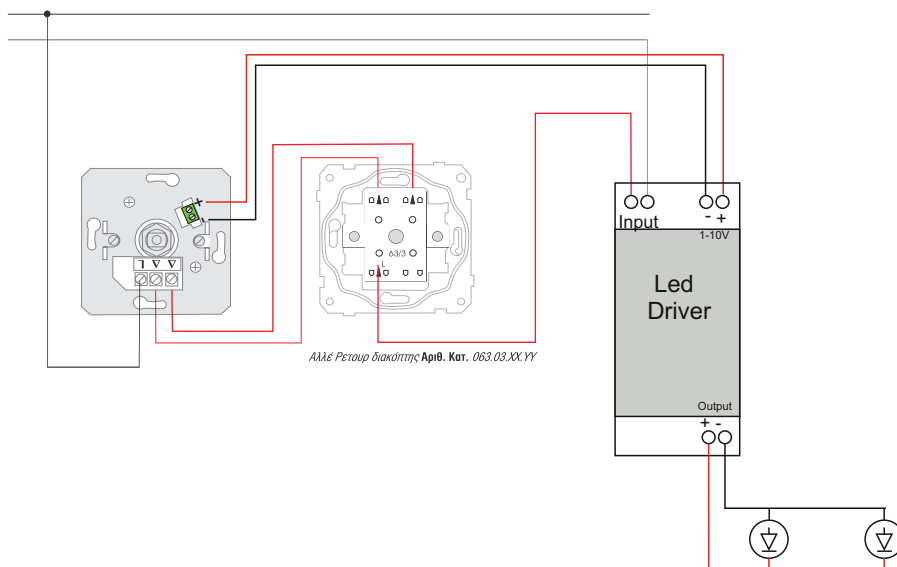 +
-
L
63/3
L
Αλλέ Ρετουρ διακόπτης Αριθ. Κατ. 063.03.XX.YY
Input
- +
1-10V
Led
Driver
Output
+ -